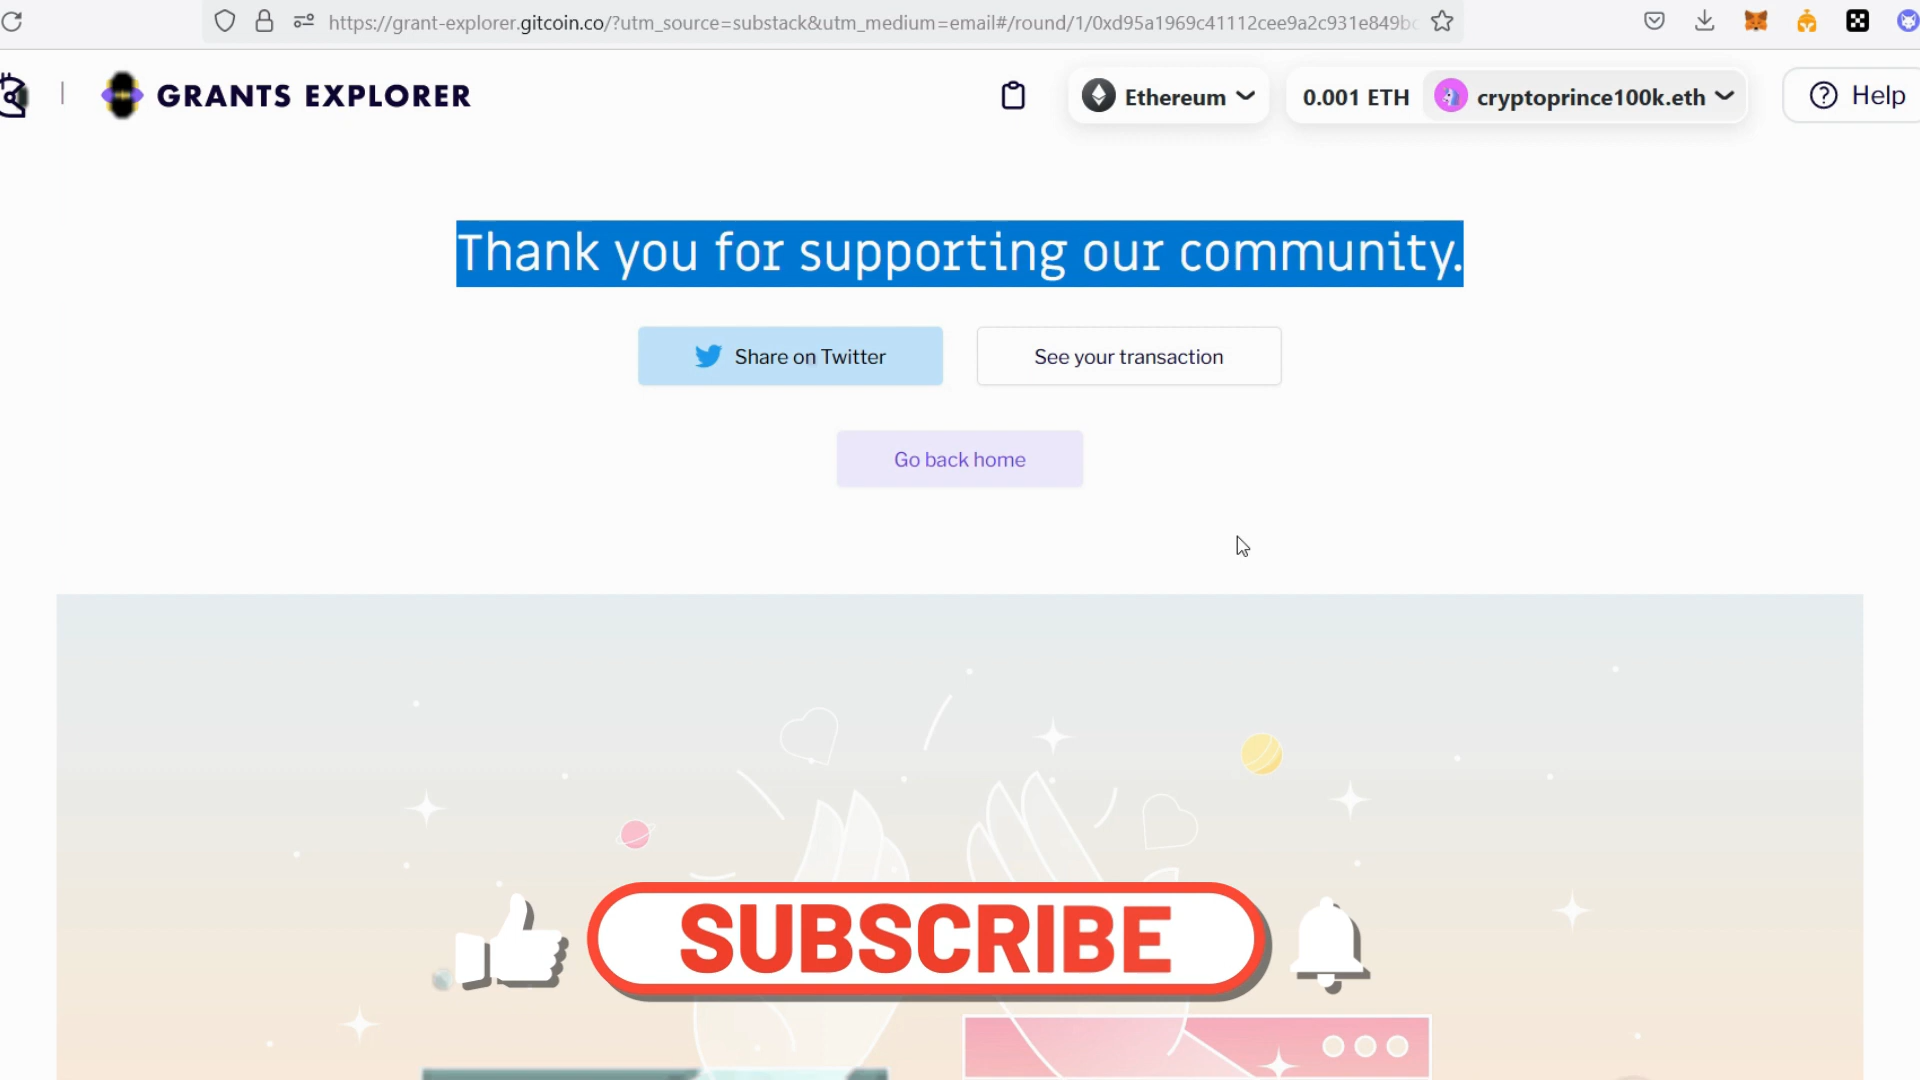 https://grant-explorer.gitcoin.co/?utm_source=substack&utm_medium=email#/round/1/0xd95a1969c41112cee9a2c931e849bc
GRANTS EXPLORER
Ethereum
0.001 ETH
cryptoprince100k.eth
Help
Thank you for supporting our community.
Share on Twitter
See your transaction
Go back home
SUBSCRIBE